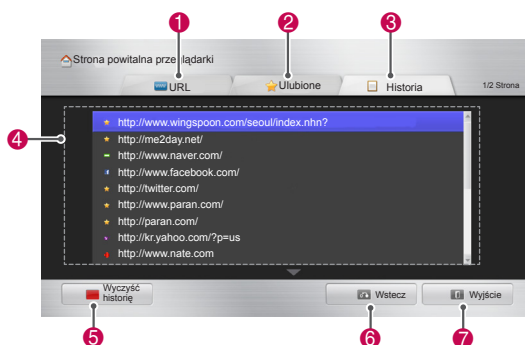 1 2 3
Strona powitalna przeglądarki
URL Ulubione Historia 1/2 Strona
4
http://www.wingspoon.com/seoul/index.nhn?
http://me2day.net/
http://www.naver.com/
http://www.facebook.com/
http://twitter.com/
http://www.paran.com/
http://paran.com/
http://kr.yahoo.com/?p=us
http://www.nate.com
Wyczyść
historię
Wstecz Wyjście
5 6 7